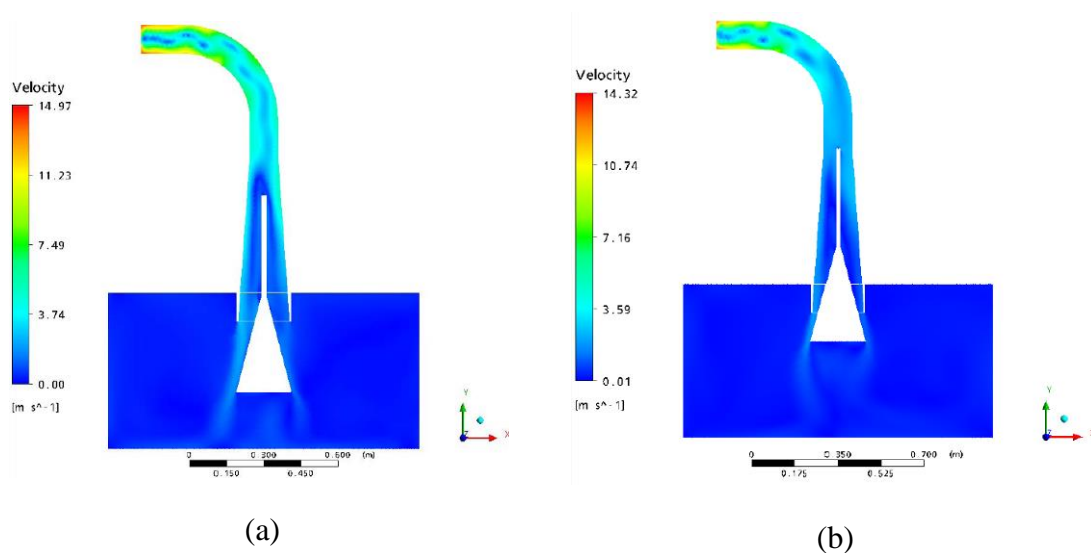 Velocity
14.97
11.23
7.49
3.74
0.00
[m s^-1]
Y
X
Z
0 0.300 0.600 (m)
0.150 0.450
(a)
Velocity
14.32
10.74
7.16
3.59
0.01
[m s^-1]
Y
Z
0 0.350 0.700 (m)
0.175 0.525
(b)